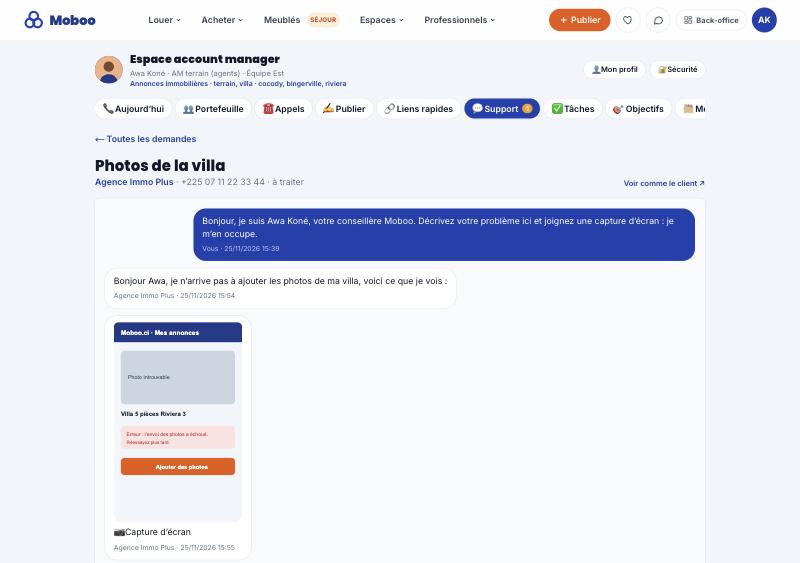 Moboo
Louer
Acheter
Meublés SÉJOUR
Espaces
Professionnels
+ Publier
Back-office
AK
Espace account manager
Awa Koné · AM terrain (agents) · Équipe Est
Annonces immobilières · terrain, villa · cocody, bingerville, riviera
Mon profil
Sécurité
Aujourd'hui
Portefeuille
Appels
Publier
Liens rapides
Support 1
Tâches
Objectifs
← Toutes les demandes
Photos de la villa
Agence Immo Plus · +225 07 11 22 33 44 · à traiter
Voir comme le client ↗
Bonjour, je suis Awa Koné, votre conseillère Moboo. Décrivez votre problème ici et joignez une capture d'écran : je
m'en occupe.
Vous · 25/11/2026 15:39
Bonjour Awa, je n'arrive pas à ajouter les photos de ma villa, voici ce que je vois :
Agence Immo Plus · 25/11/2026 15:54
Moboo.ci · Mes annonces
Photo introuvable
Villa 5 pièces Riviera 3
Erreur : l'envoi des photos a échoué.
Réessayez plus tard.
Ajouter des photos
Capture d'écran
Agence Immo Plus · 25/11/2026 15:55